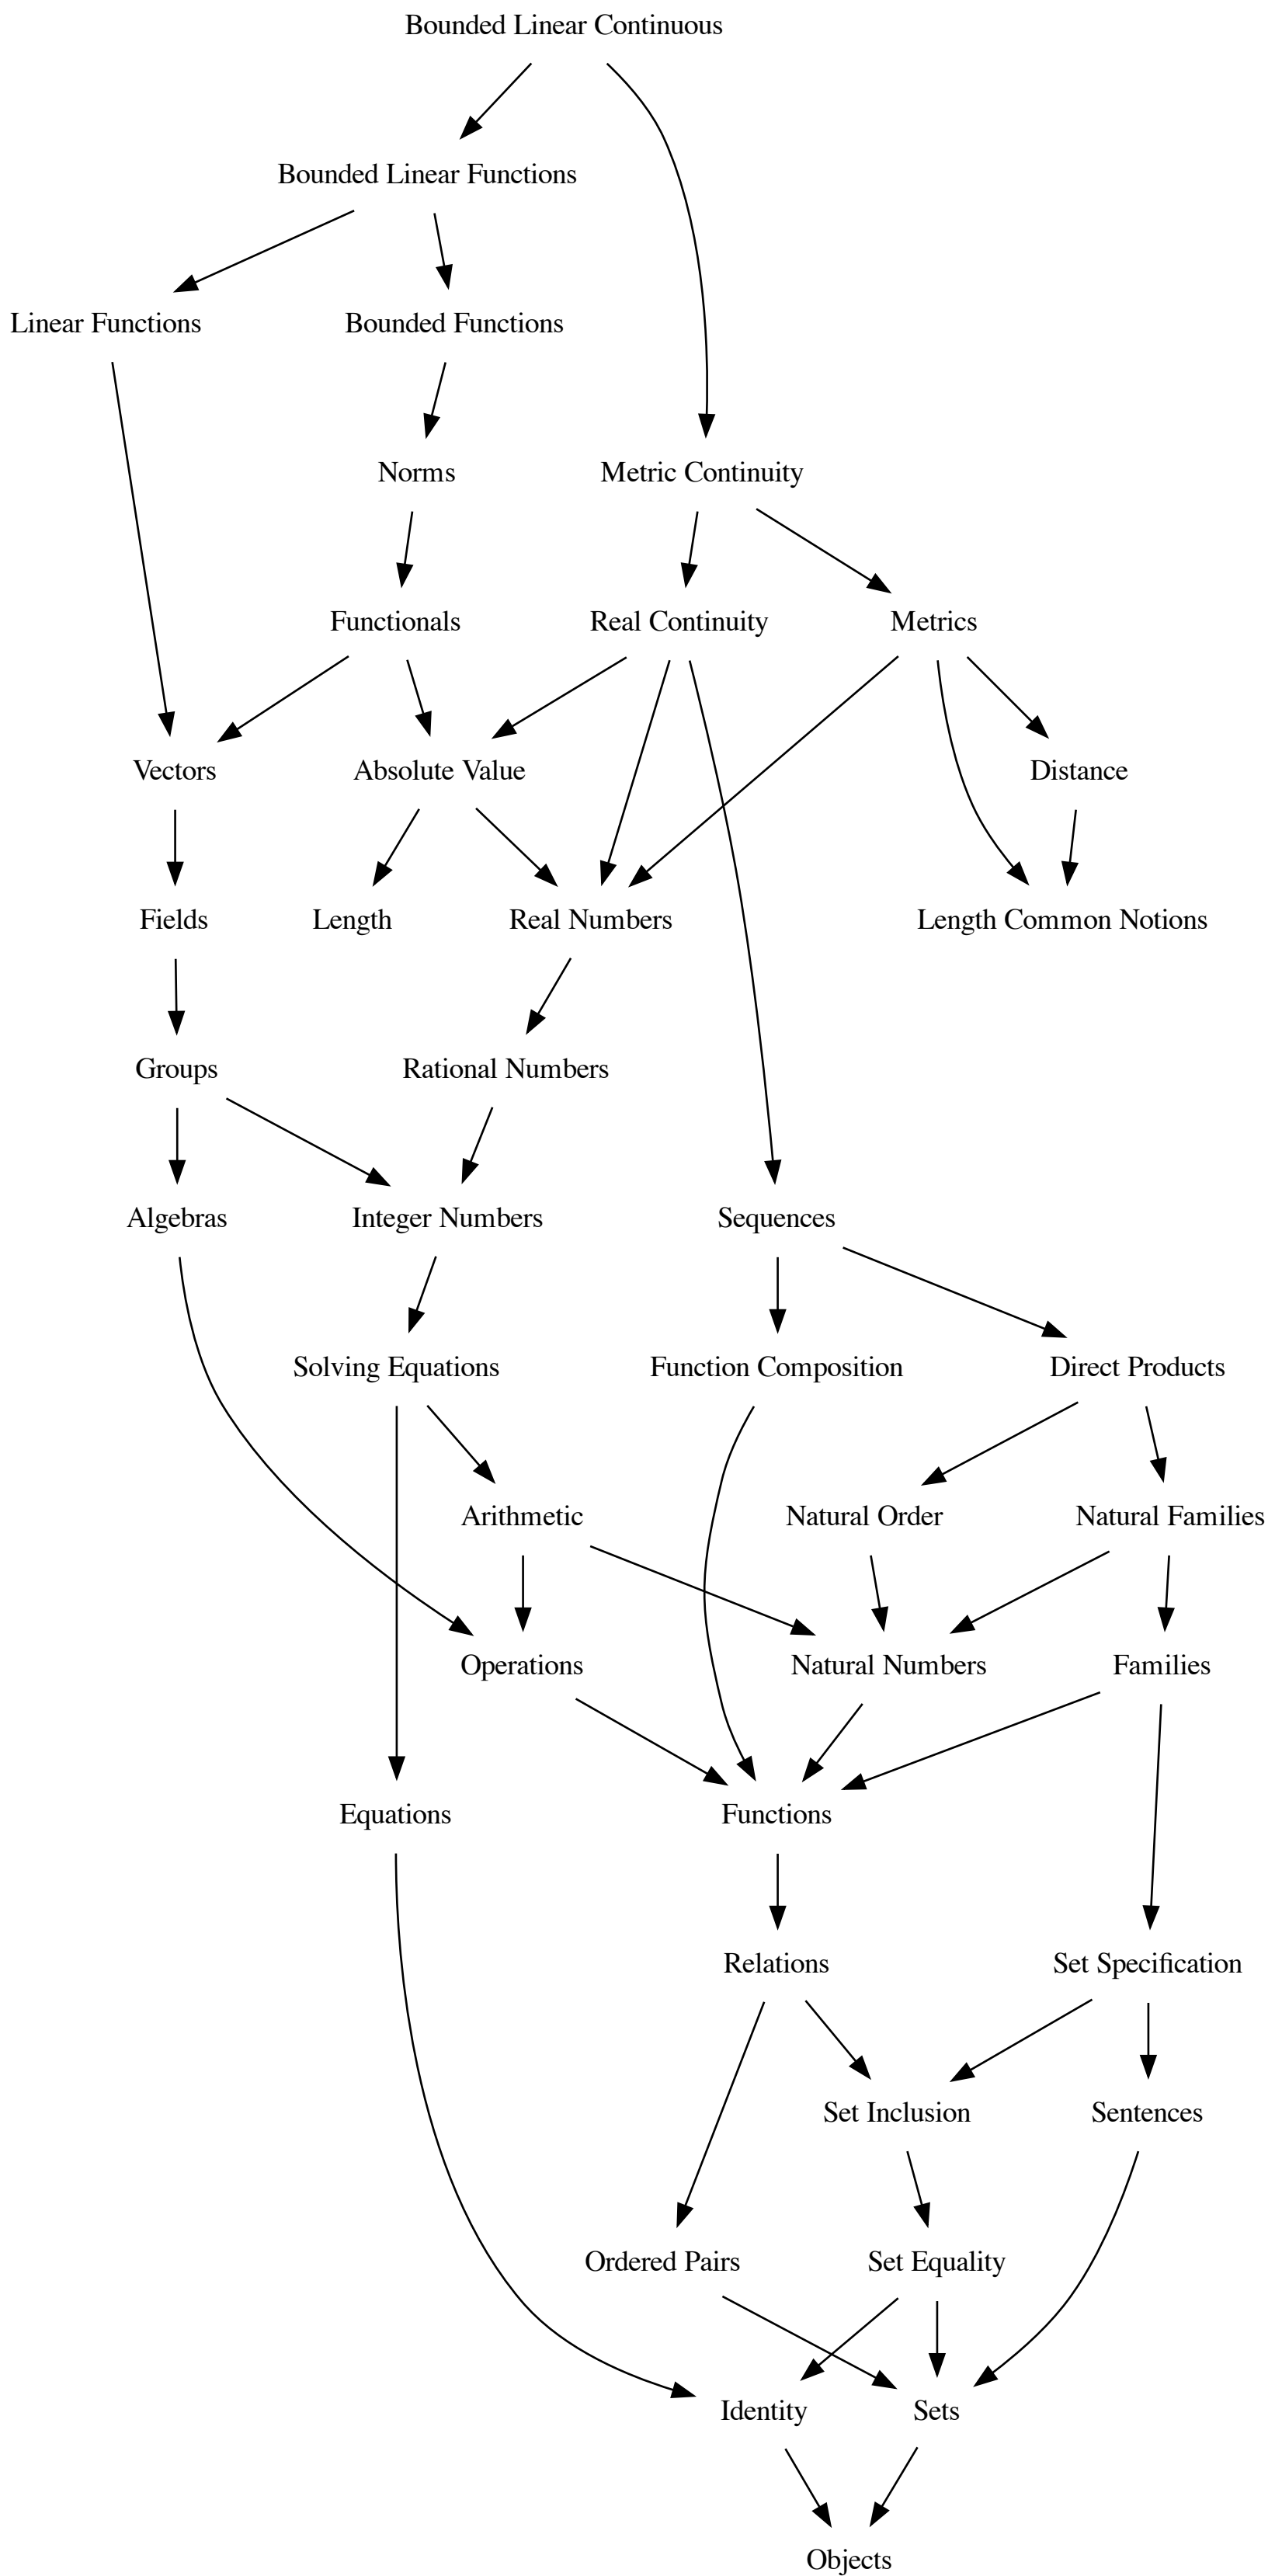 Bounded Linear Continuous
Bounded Linear Functions
Linear Functions
Bounded Functions
Norms
Metric Continuity
Functionals
Real Continuity
Metrics
Vectors
Absolute Value
Distance
Fields
Length
Real Numbers
Length Common Notions
Groups
Rational Numbers
Algebras
Integer Numbers
Sequences
Solving Equations
Function Composition
Direct Products
Arithmetic
Natural Order
Natural Families
Operations
Natural Numbers
Families
Equations
Functions
Relations
Set Specification
Set Inclusion
Sentences
Ordered Pairs
Set Equality
Identity
Sets
Objects